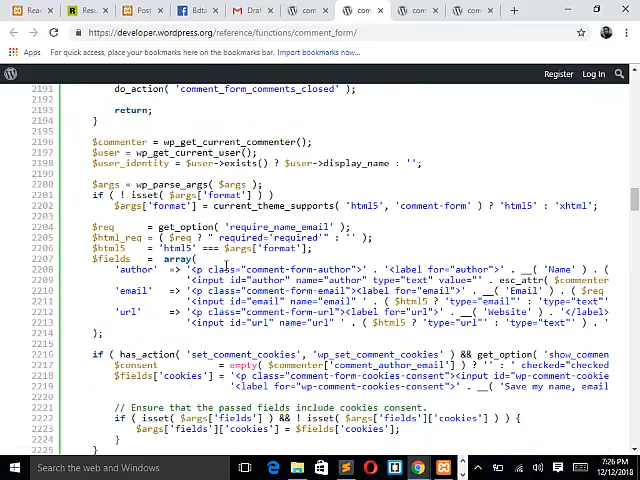 Rea
Resu
Post
Bdta
Draf
com
com
com
com
https://developer.wordpress.org/reference/functions/comment_form/
Apps For quick access, place your bookmarks here on the bookmarks bar. Import bookmarks now...
Register Log In
2191 do_action( 'comment_form_comments_closed' );
2192
2193 return;
2194 }
2195
2196 $commenter = wp_get_current_commenter();
2197 $user = wp_get_current_user();
2198 $user_identity = $user->exists() ? $user->display_name : '';
2199
2200 $args = wp_parse_args( $args );
2201 if ( ! isset( $args['format'] ) )
2202 $args['format'] = current_theme_supports( 'html5', 'comment-form' ) ? 'html5' : 'xhtml';
2203
2204 $req = get_option( 'require_name_email' );
2205 $html_req = ( $req ? " required='required'" : '' );
2206 $html5 = 'html5' === $args['format'];
2207 $fields = array(
2208 'author' => '<p class="comment-form-author">' . '<label for="author">' . __( 'Name' ) . (
2209 '<input id="author" name="author" type="text" value="' . esc_attr( $commenter
2210 'email' => '<p class="comment-form-email"><label for="email">' . __( 'Email' ) . ( $req
2211 '<input id="email" name="email" ' . ( $html5 ? 'type="email"' : 'type="text"'
2212 'url' => '<p class="comment-form-url"><label for="url">' . __( 'Website' ) . '</label>
2213 '<input id="url" name="url" ' . ( $html5 ? 'type="url"' : 'type="text"' ) . '
2214 );
2215
2216 if ( has_action( 'set_comment_cookies', 'wp_set_comment_cookies' ) && get_option( 'show_commen
2217 $consent = empty( $commenter['comment_author_email'] ) ? '' : ' checked="checked
2218 $fields['cookies'] = '<p class="comment-form-cookies-consent"><input id="wp-comment-cookie
2219 '<label for="wp-comment-cookies-consent">' . __( 'Save my name, email
2220
2221 // Ensure that the passed fields include cookies consent.
2222 if ( isset( $args['fields'] ) && ! isset( $args['fields']['cookies'] ) ) {
2223 $args['fields']['cookies'] = $fields['cookies'];
2224 }
2225 }
Search the web and Windows
7:26 PM
12/12/2018